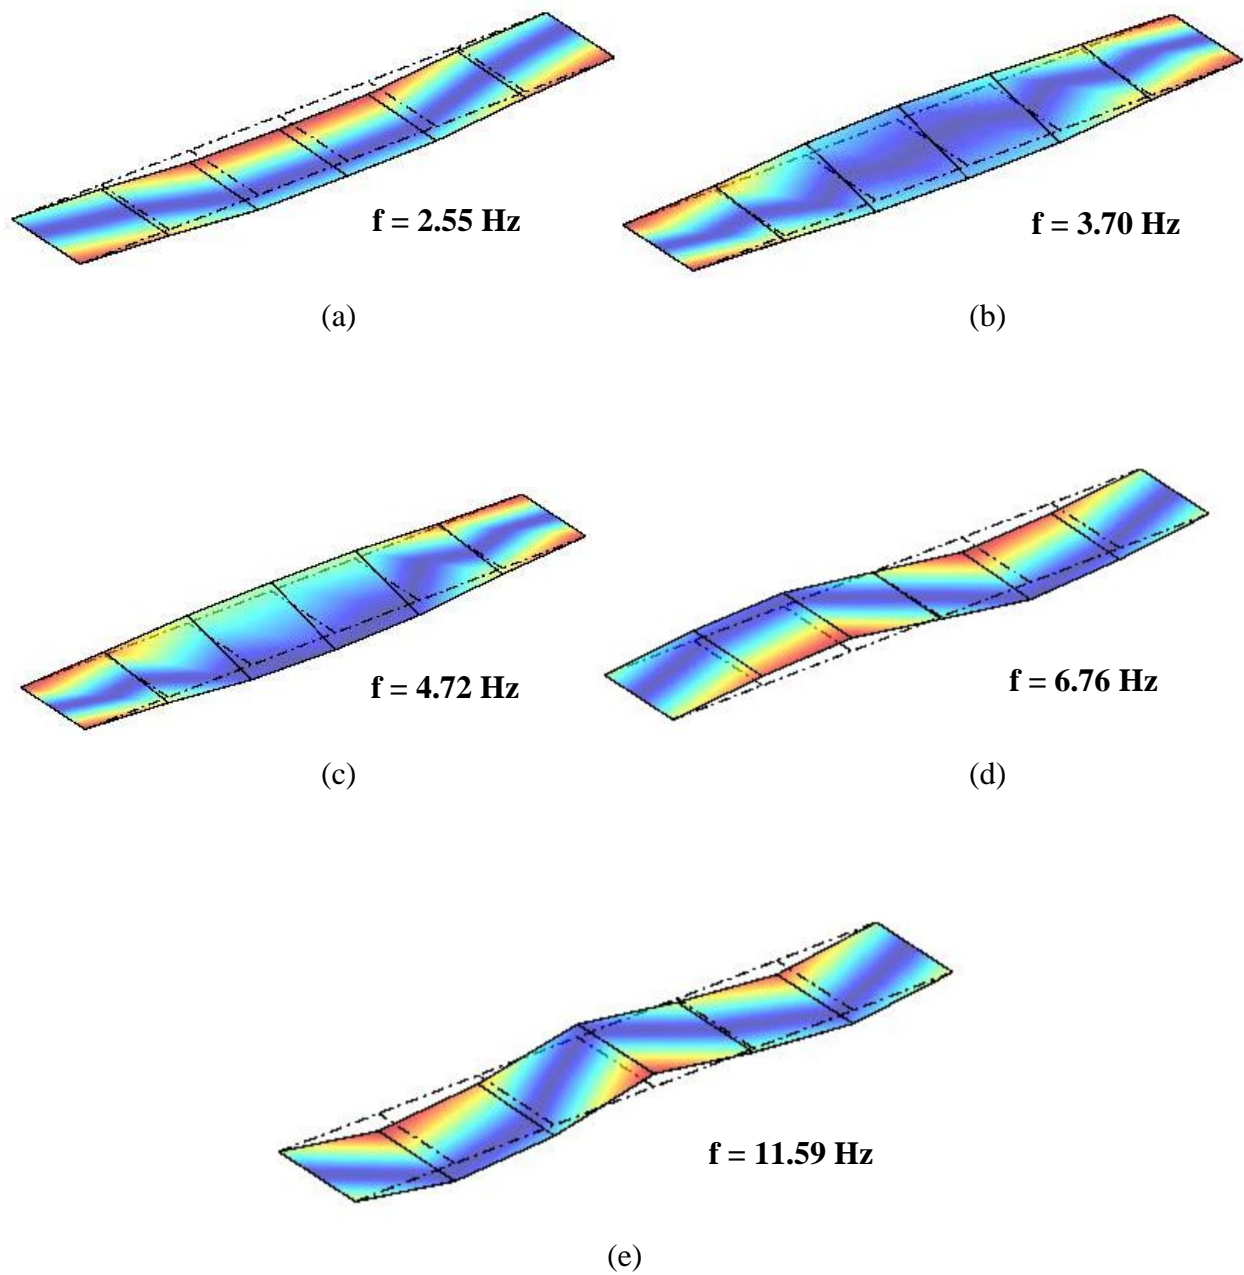 f = 2.55 Hz
f = 3.70 Hz
(a)
(b)
f = 4.72 Hz
f = 6.76 Hz
(c)
(d)
f = 11.59 Hz
(e)